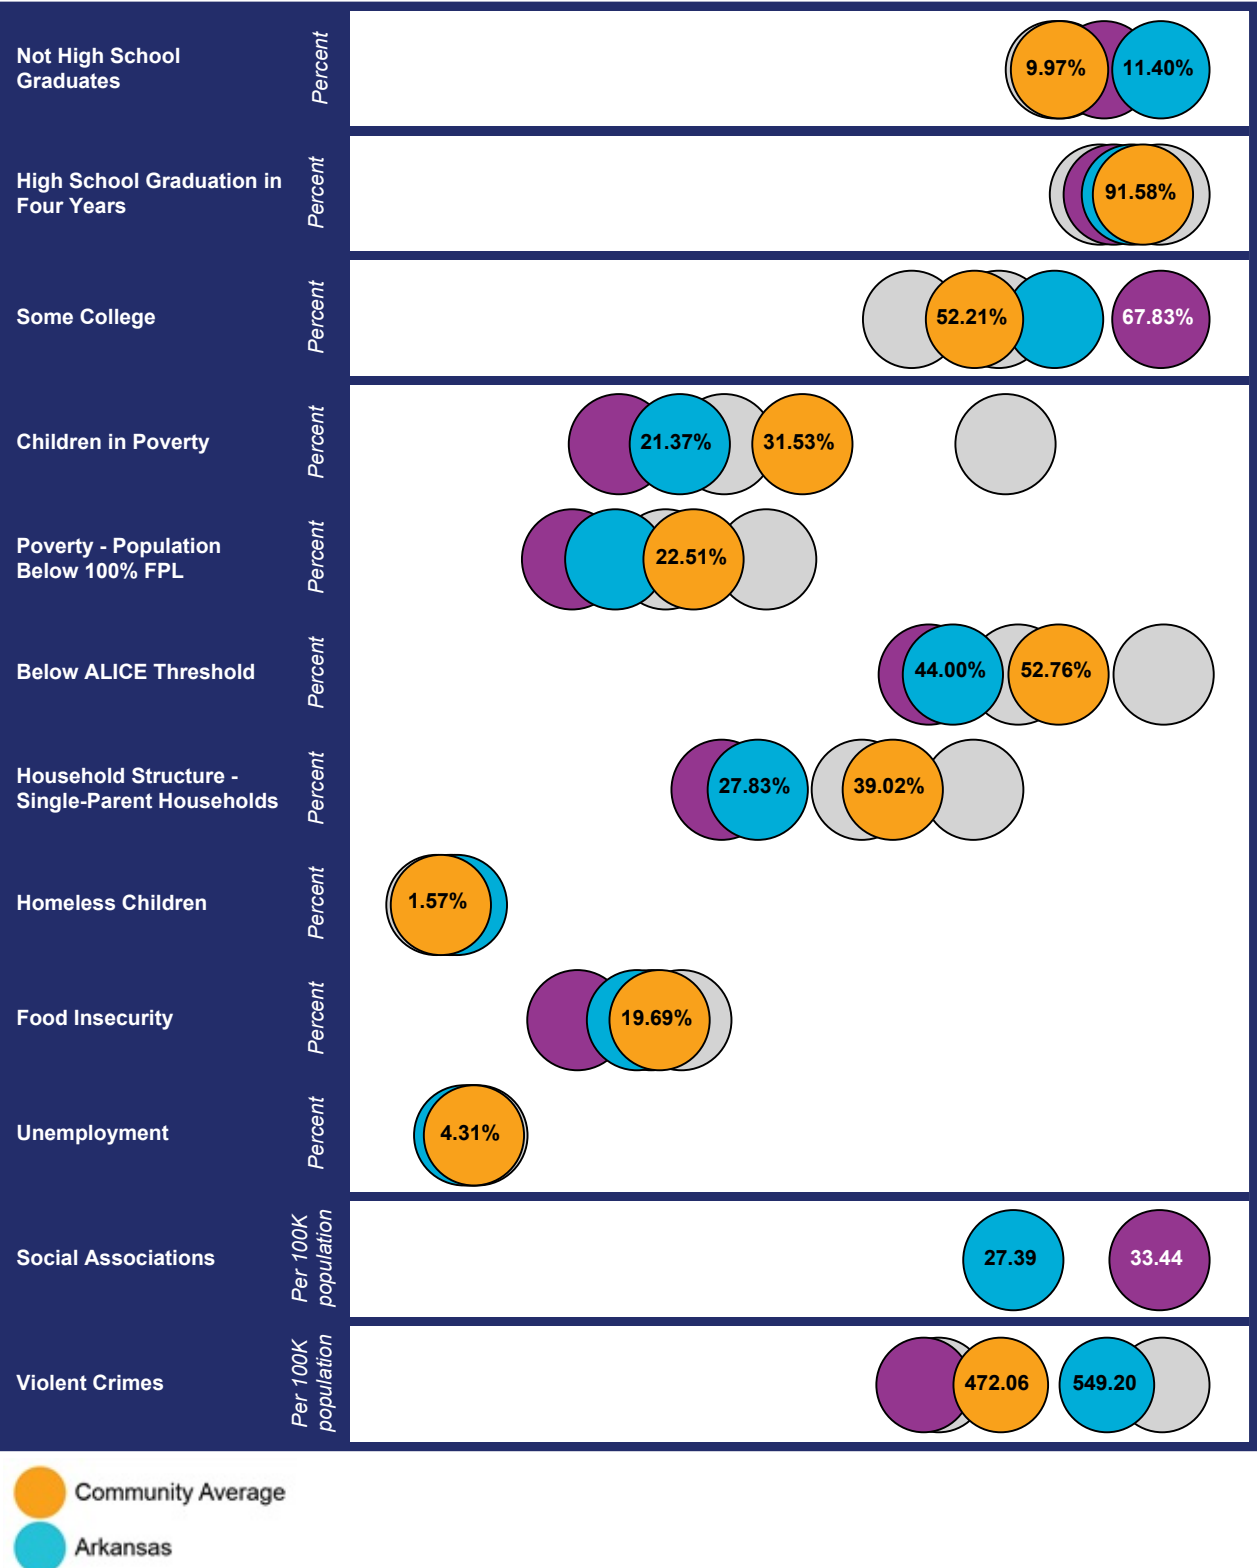 Not High School
Graduates
Percent
9.97%
11.40%
High School Graduation in
Four Years
Percent
91.58%
Some College
Percent
52.21%
67.83%
Children in Poverty
Percent
21.37%
31.53%
Poverty - Population
Below 100% FPL
Percent
22.51%
Below ALICE Threshold
Percent
44.00%
52.76%
Household Structure -
Single-Parent Households
Percent
27.83%
39.02%
Homeless Children
Percent
1.57%
Food Insecurity
Percent
19.69%
Unemployment
Percent
4.31%
Social Associations
Per 100K
population
27.39
33.44
Violent Crimes
Per 100K
population
472.06
549.20
Community Average
Arkansas